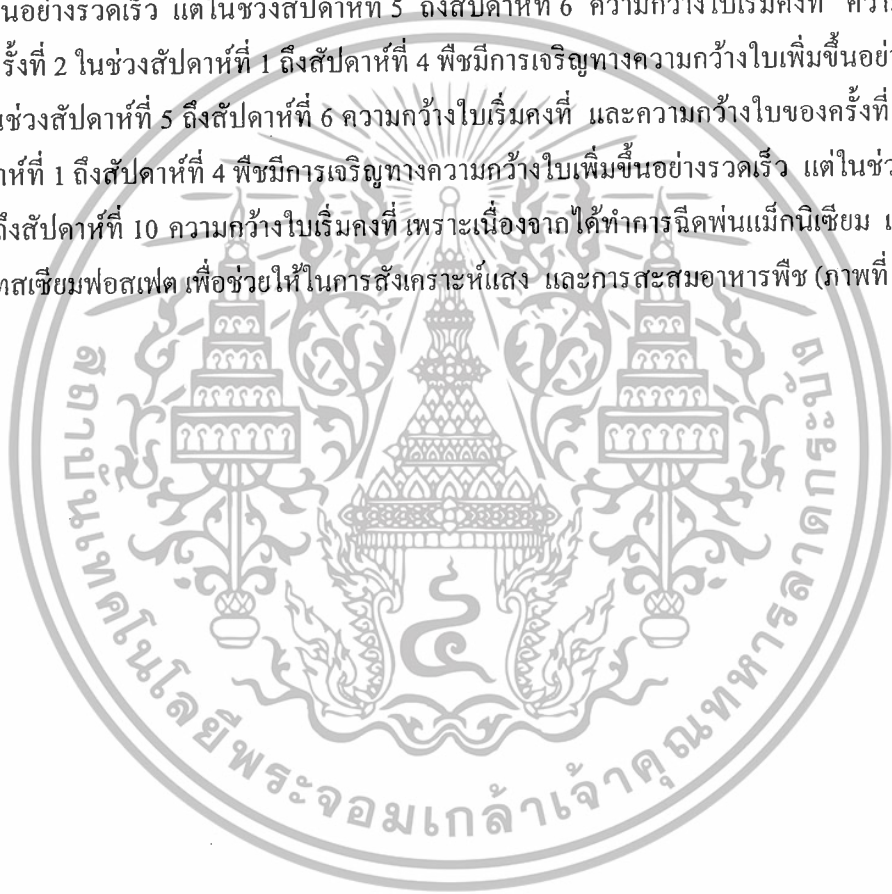 นอย่างรวดเร็ว แต่ในช่วงสัปดาห์ที่ 5 ถึงสัปดาห์ที่ 6 ความกว้างใบเริ่มคงที่
รั้งที่ 2 ในช่วงสัปดาห์ที่ 1 ถึงสัปดาห์ที่ 4 พืชมีการเจริญทางความกว้างใบเพิ่มขึ้นอย่า
นช่วงสัปดาห์ที่ 5 ถึงสัปดาห์ที่ 6 ความกว้างใบเริ่มคงที่ และความกว้างใบของครั้งที่
าห์ที่ 1 ถึงสัปดาห์ที่ 4 พืชมีการเจริญทางความกว้างใบเพิ่มขึ้นอย่างรวดเร็ว แต่ในช่ว
ถึงสัปดาห์ที่ 10 ความกว้างใบเริ่มคงที่ เพราะเนื่องจากได้ทำการฉีดพ่นแม็กนิเซียม
ทสเซียมฟอสเฟต เพื่อช่วยให้ในการสังเคราะห์แสง และการสะสมอาหารพืช (ภาพที่
สถาบันเทคโนโลยีพระจอมเกล้าเจ้าคุณทหารลาดกระบัง
๔